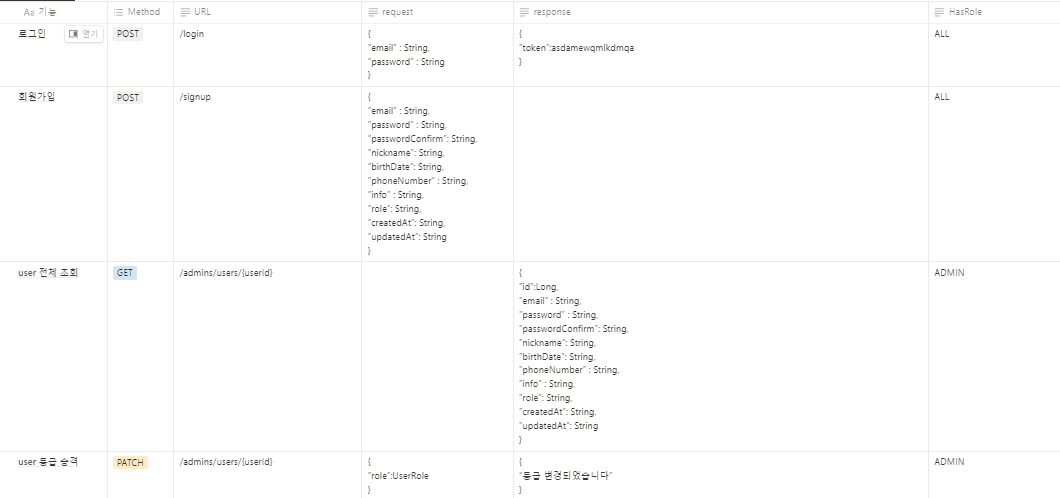 Aa 기능 Method URL request response HasRole
로그인 열기 POST /login { { ALL
"email" : String, "token":asdamewqmlkdmqa
"password" : String }
}
회원가입 POST /signup { ALL
"email" : String,
"password" : String,
"passwordConfirm": String,
"nickname": String,
"birthDate": String,
"phoneNumber" : String,
"info" : String,
"role": String,
"createdAt": String,
"updatedAt": String
}
user 전체 조회 GET /admins/users/{userId} { ADMIN
"id":Long,
"email" : String,
"password" : String,
"passwordConfirm": String,
"nickname": String,
"birthDate": String,
"phoneNumber" : String,
"info" : String,
"role": String,
"createdAt": String,
"updatedAt": String
}
user 등급 승격 PATCH /admins/users/{userId} { { ADMIN
"role":UserRole "등급 변경되었습니다"
} }